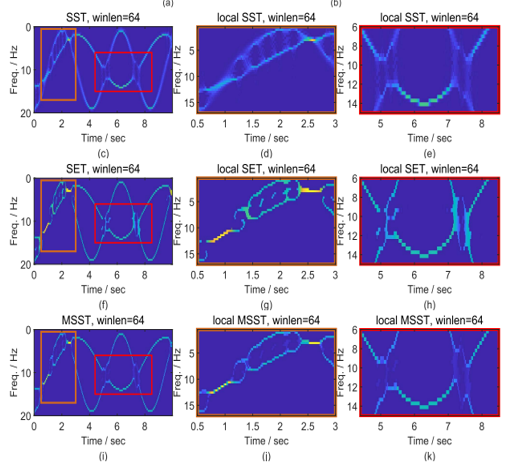 (a) (b)
SST, winlen=64 local SST, winlen=64 local SST, winlen=64
Freq. / Hz 0 10 20 Freq. / Hz 5 10 15 Freq. / Hz 6 8 10 12 14
0 2 4 6 8 0.5 1 1.5 2 2.5 3 5 6 7 8
Time / sec Time / sec Time / sec
(c) (d) (e)
SET, winlen=64 local SET, winlen=64 local SET, winlen=64
Freq. / Hz 0 10 20 Freq. / Hz 5 10 15 Freq. / Hz 6 8 10 12 14
0 2 4 6 8 0.5 1 1.5 2 2.5 3 5 6 7 8
Time / sec Time / sec Time / sec
(f) (g) (h)
MSST, winlen=64 local MSST, winlen=64 local MSST, winlen=64
Freq. / Hz 0 10 20 Freq. / Hz 5 10 15 Freq. / Hz 6 8 10 12 14
0 2 4 6 8 0.5 1 1.5 2 2.5 3 5 6 7 8
Time / sec Time / sec Time / sec
(i) (j) (k)